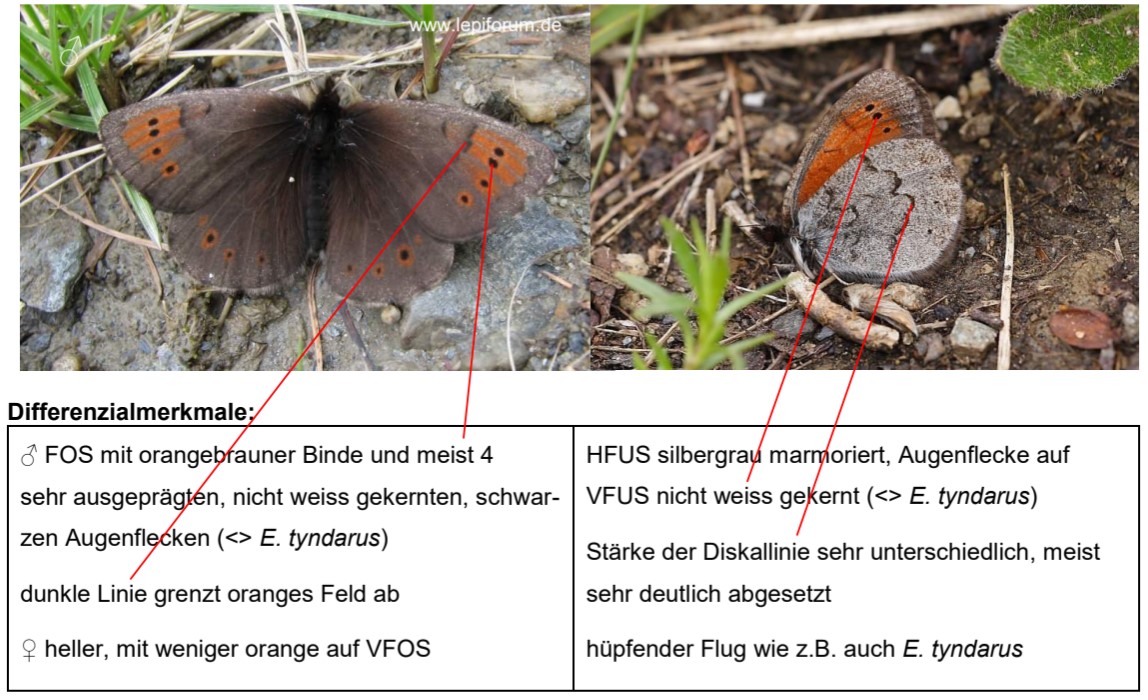 ♂
www.lepiforum.de
Differenzialmerkmale:
♂ FOS mit orangebrauner Binde und meist 4
sehr ausgeprägten, nicht weiss gekernten, schwar-
zen Augenflecken (<> E. tyndarus)
dunkle Linie grenzt oranges Feld ab
♀ heller, mit weniger orange auf VFOS
HFUS silbergrau marmoriert, Augenflecke auf
VFUS nicht weiss gekernt (<> E. tyndarus)
Stärke der Diskallinie sehr unterschiedlich, meist
sehr deutlich abgesetzt
hüpfender Flug wie z.B. auch E. tyndarus